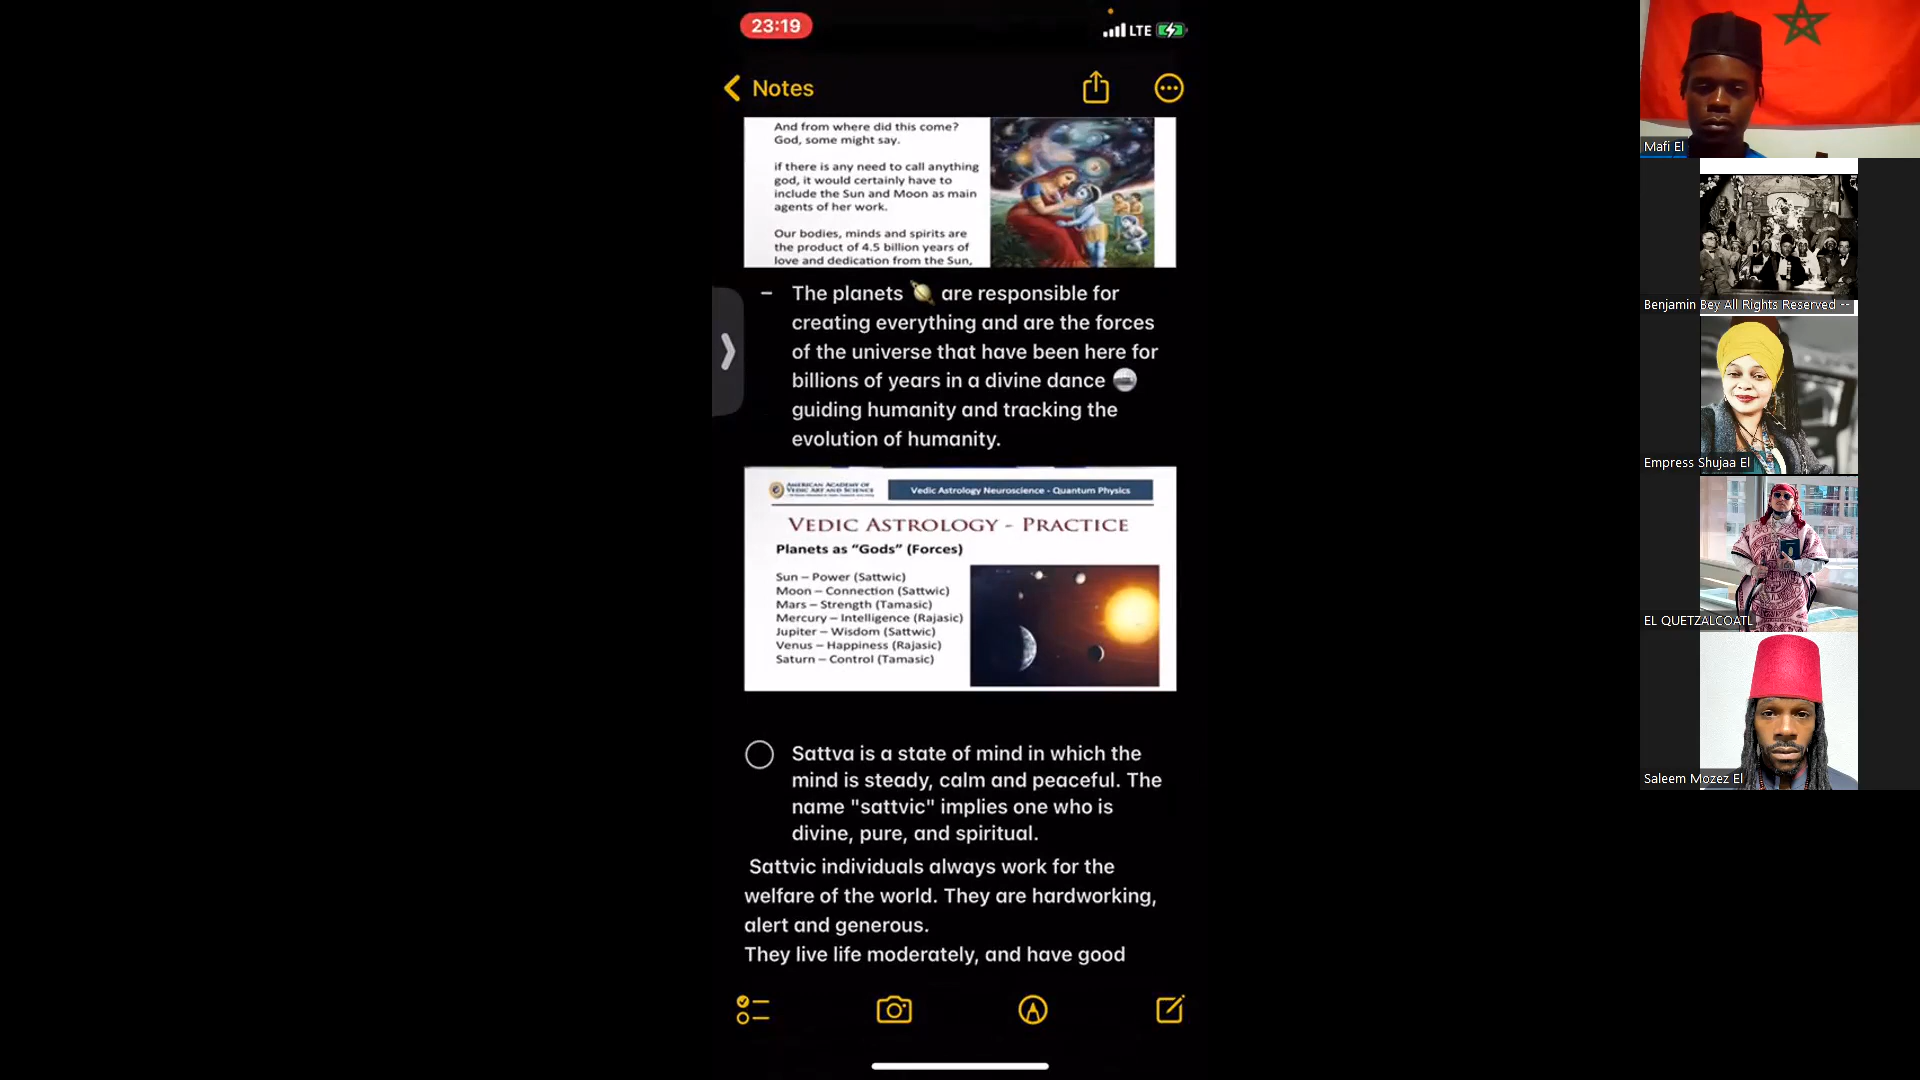 23:19
LTE
Notes
And from where did this come?
God, some might say.
if there is any need to call anything
god, it would certainly have to
include the Sun and Moon as main
agents of her work.
Our bodies, minds and spirits are
the product of 4.5 billion years of
love and dedication from the Sun,
– The planets 🪐 are responsible for
creating everything and are the forces
of the universe that have been here for
billions of years in a divine dance 🪩
guiding humanity and tracking the
evolution of humanity.
AMERICAN ACADEMY OF
VEDIC ART AND SCIENCE
Vedic Astrology Neuroscience - Quantum Physics
VEDIC ASTROLOGY - PRACTICE
Planets as "Gods" (Forces)
Sun – Power (Sattwic)
Moon – Connection (Sattwic)
Mars – Strength (Tamasic)
Mercury – Intelligence (Rajasic)
Jupiter – Wisdom (Sattwic)
Venus – Happiness (Rajasic)
Saturn – Control (Tamasic)
Sattva is a state of mind in which the
mind is steady, calm and peaceful. The
name "sattvic" implies one who is
divine, pure, and spiritual.
Sattvic individuals always work for the
welfare of the world. They are hardworking,
alert and generous.
They live life moderately, and have good
Mafi El
Benjamin Bey All Rights Reserved --
Empress Shujaa El
EL QUETZALCOATL
Saleem Mozez El